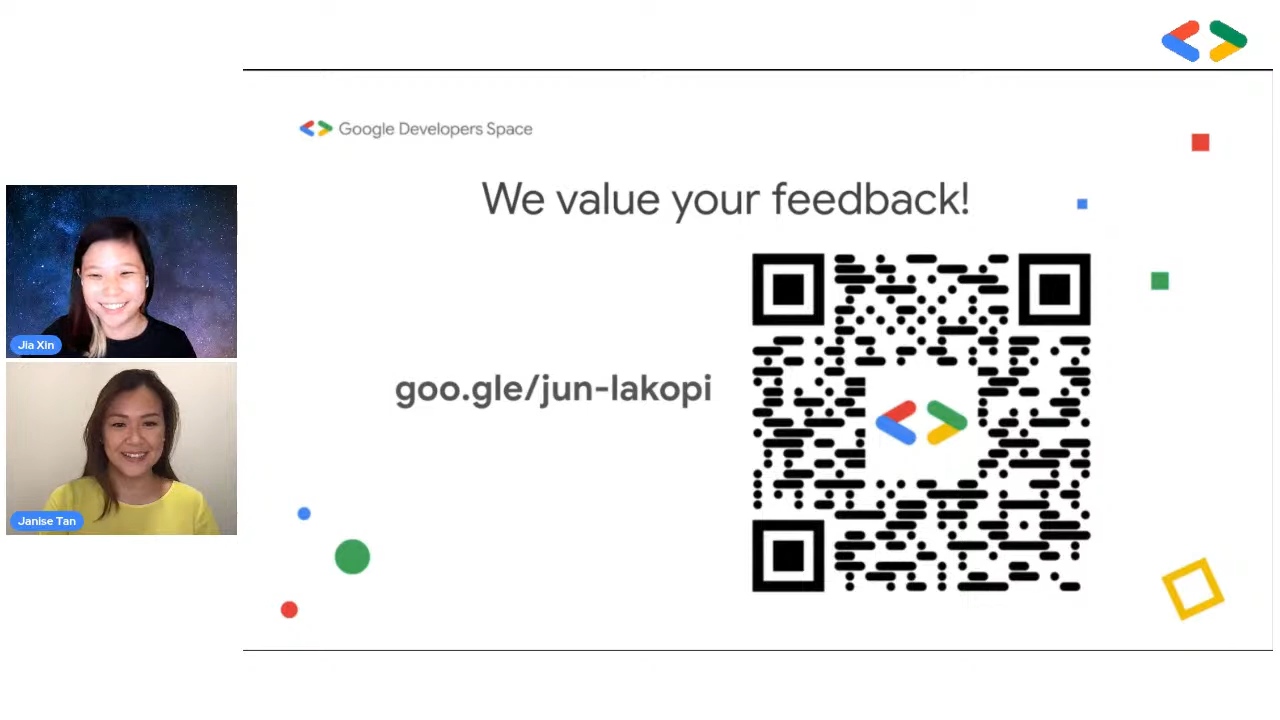 Google Developers Space
We value your feedback!
goo.gle/jun-lakopi
Jia Xin
Janise Tan